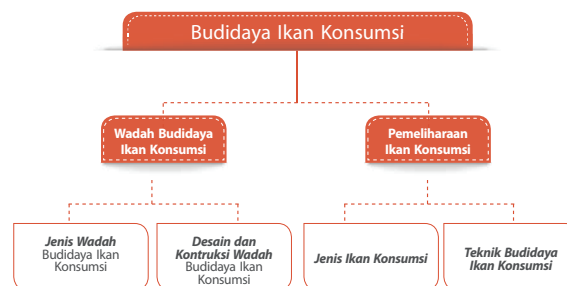 Budidaya Ikan Konsumsi
Wadah Budidaya
Ikan Konsumsi
Pemeliharaan
Ikan Konsumsi
Jenis Wadah
Budidaya Ikan
Konsumsi
Desain dan
Kontruksi Wadah
Budidaya Ikan
Konsumsi
Jenis Ikan Konsumsi
Teknik Budidaya
Ikan Konsumsi